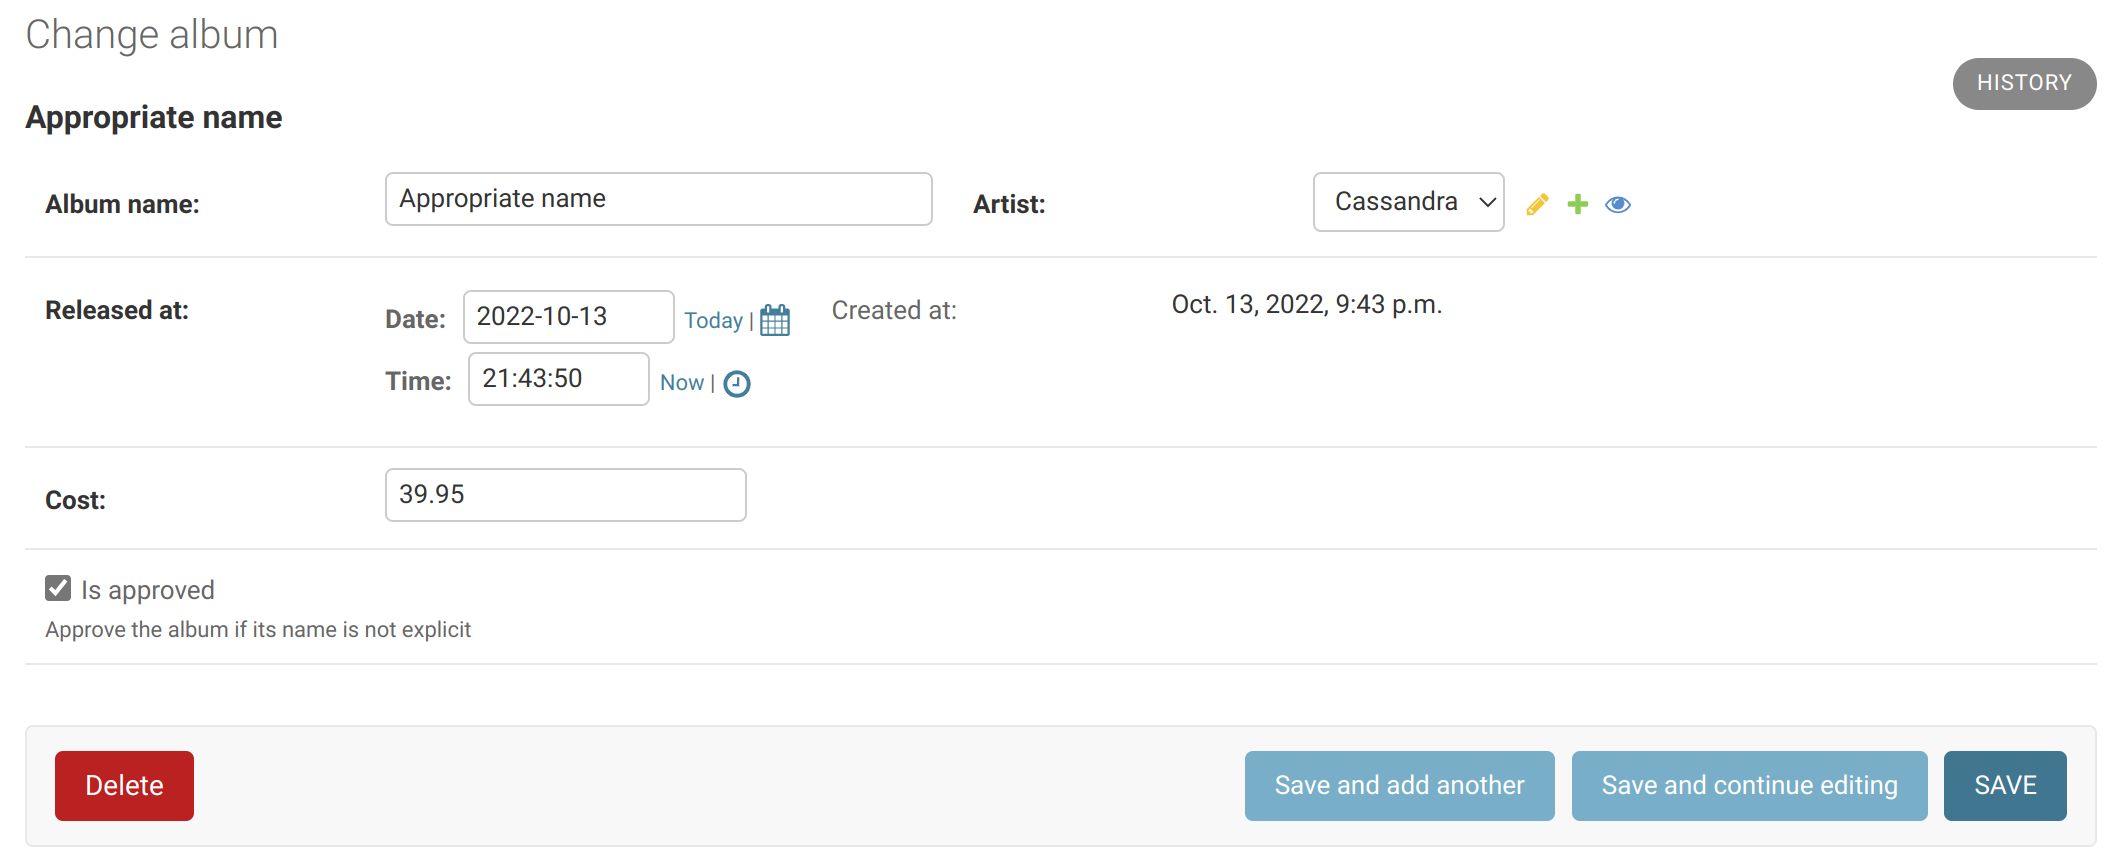 Change album
HISTORY
Appropriate name
Album name: Appropriate name Artist: Cassandra
Released at: Date: 2022-10-13 Today | Created at: Oct. 13, 2022, 9:43 p.m.
Time: 21:43:50 Now |
Cost: 39.95
Is approved
Approve the album if its name is not explicit
Delete Save and add another Save and continue editing SAVE